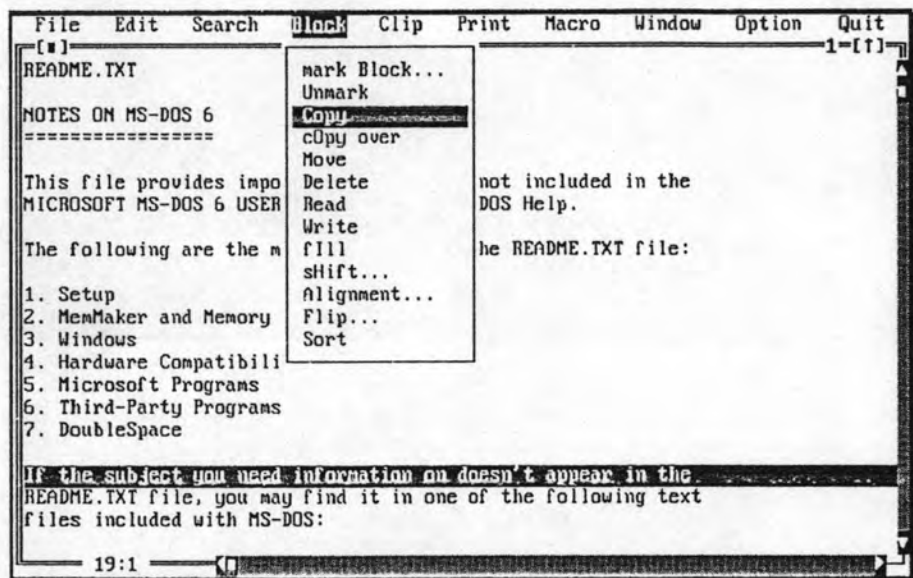 File Edit Search Block Clip Print Macro Window Option Quit
[■] 1=[↑]
README.TXT
mark Block...
Unmark
NOTES ON MS-DOS 6
Copy
=================
cOpy over
Move
This file provides impo Delete not included in the
MICROSOFT MS-DOS 6 USER Read DOS Help.
Write
The following are the m fIll he README.TXT file:
sHift...
1. Setup Alignment...
2. MemMaker and Memory Flip...
3. Windows Sort
4. Hardware Compatibili
5. Microsoft Programs
6. Third-Party Programs
7. DoubleSpace
If the subject you need information on doesn't appear in the
README.TXT file, you may find it in one of the following text
files included with MS-DOS:
19:1